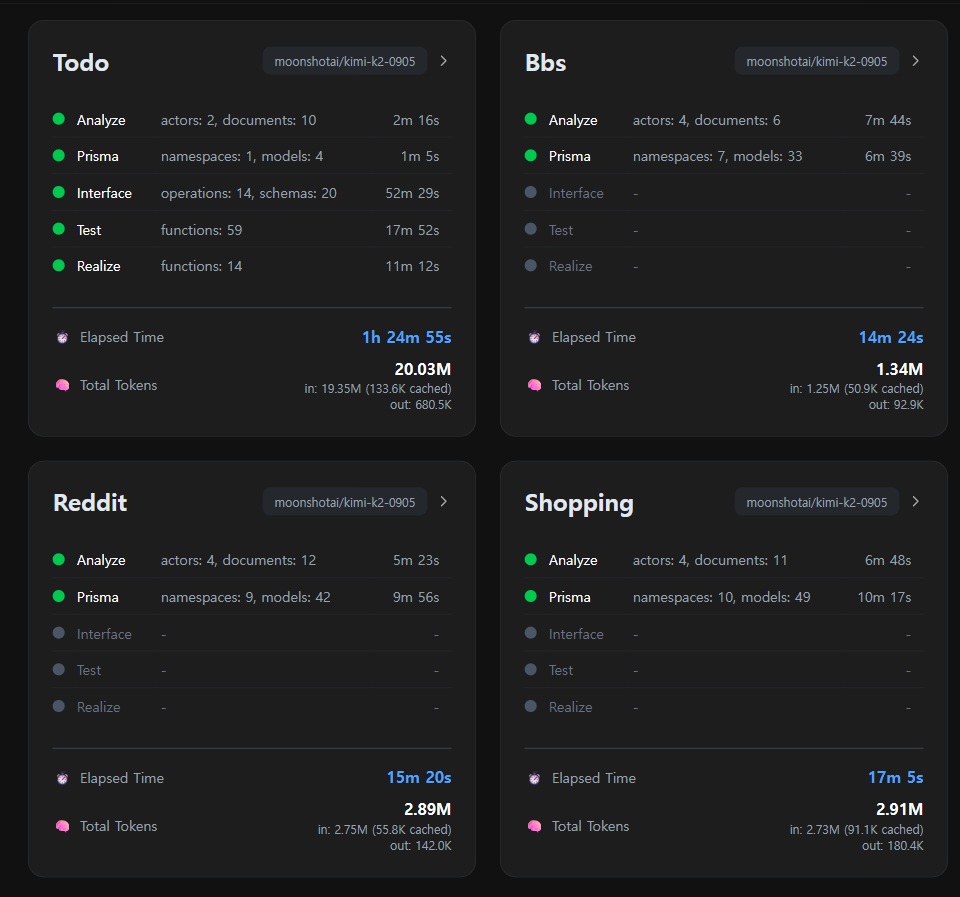 Todo moonshotai/kimi-k2-0905
Analyze actors: 2, documents: 10 2m 16s
Prisma namespaces: 1, models: 4 1m 5s
Interface operations: 14, schemas: 20 52m 29s
Test functions: 59 17m 52s
Realize functions: 14 11m 12s
Elapsed Time 1h 24m 55s
20.03M
Total Tokens in: 19.35M (133.6K cached)
out: 680.5K
Bbs moonshotai/kimi-k2-0905
Analyze actors: 4, documents: 6 7m 44s
Prisma namespaces: 7, models: 33 6m 39s
Interface - -
Test - -
Realize - -
Elapsed Time 14m 24s
1.34M
Total Tokens in: 1.25M (50.9K cached)
out: 92.9K
Reddit moonshotai/kimi-k2-0905
Analyze actors: 4, documents: 12 5m 23s
Prisma namespaces: 9, models: 42 9m 56s
Interface - -
Test - -
Realize - -
Elapsed Time 15m 20s
2.89M
Total Tokens in: 2.75M (55.8K cached)
out: 142.0K
Shopping moonshotai/kimi-k2-0905
Analyze actors: 4, documents: 11 6m 48s
Prisma namespaces: 10, models: 49 10m 17s
Interface - -
Test - -
Realize - -
Elapsed Time 17m 5s
2.91M
Total Tokens in: 2.73M (91.1K cached)
out: 180.4K